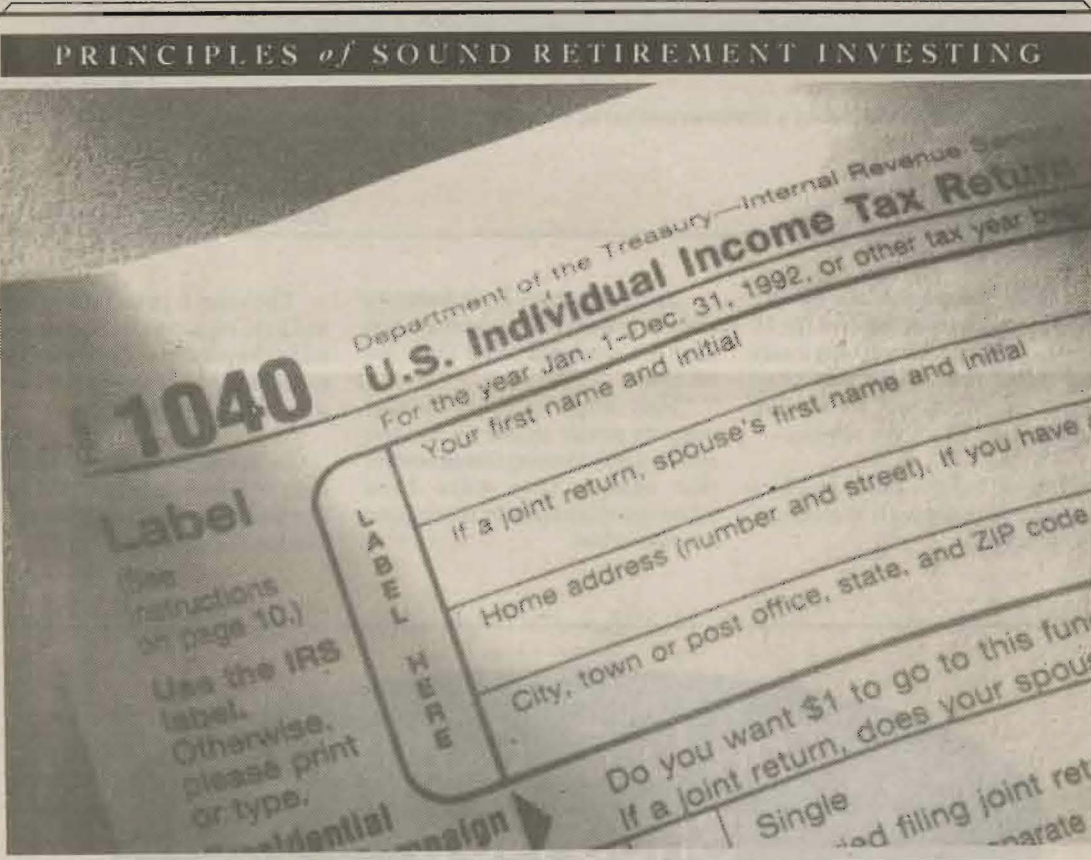 PRINCIPLES of SOUND RETIREMENT INVESTING
Department of the Treasury—Internal Revenue
1040
U.S. Individual Income Tax Return
For the year Jan. 1–Dec. 31, 1992, or other tax year
Label
(See
instructions
on page 10.)
Use the IRS
label.
Otherwise,
please print
or type.
LABEL HERE
Your first name and initial
If a joint return, spouse's first name and initial
Home address (number and street). If you have
City, town or post office, state, and ZIP code
Do you want $1 to go to this
If a joint return, does your
Single
filing joint